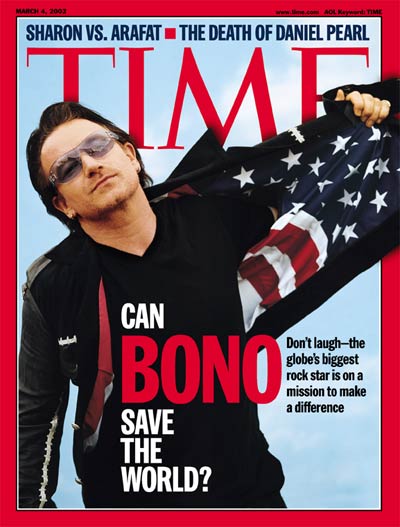 MARCH 4, 2002
www.time.com AOL Keyword: TIME
SHARON VS. ARAFAT ■ THE DEATH OF DANIEL PEARL
TIME
CAN
BONO
SAVE
THE
WORLD?
Don't laugh—the
globe's biggest
rock star is on a
mission to make
a difference